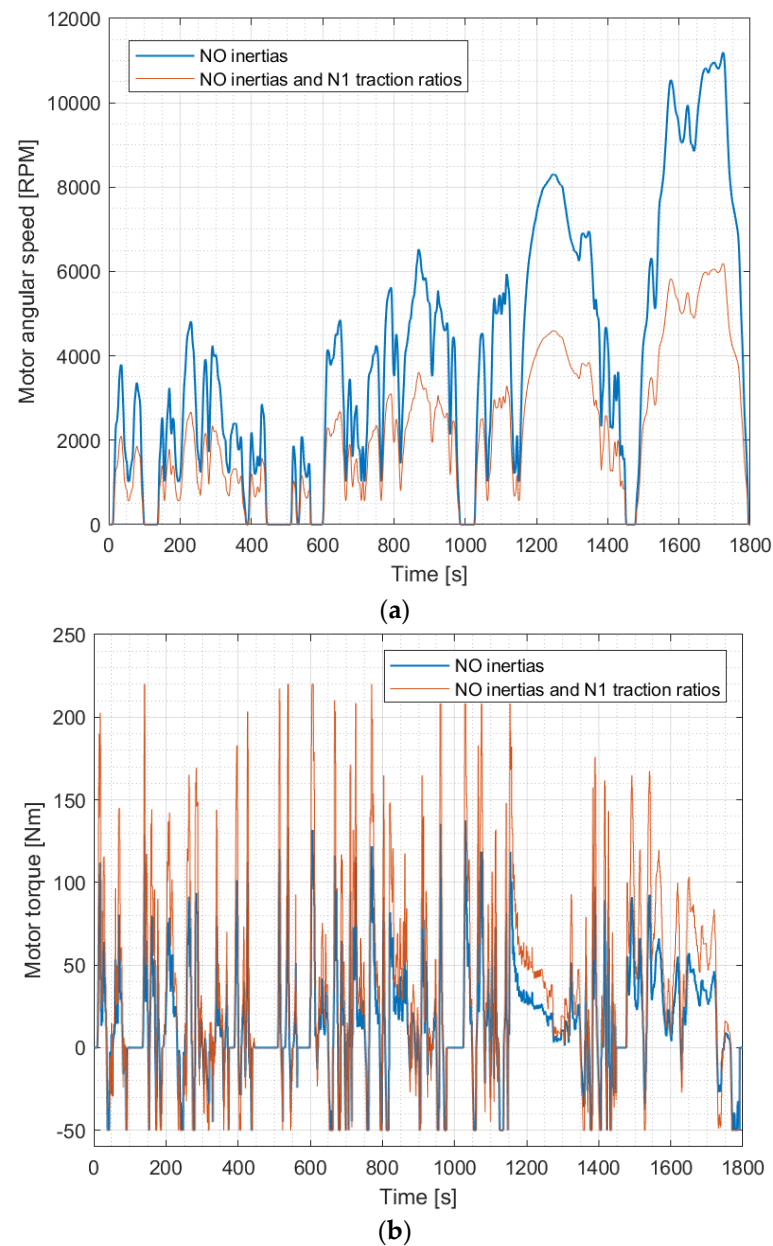 12000
10000
8000
6000
4000
2000
0
Motor angular speed [RPM]
NO inertias
NO inertias and N1 traction ratios
0 200 400 600 800 1000 1200 1400 1600 1800
Time [s]
(a)
250
200
150
100
50
0
-50
Motor torque [Nm]
NO inertias
NO inertias and N1 traction ratios
0 200 400 600 800 1000 1200 1400 1600 1800
Time [s]
(b)